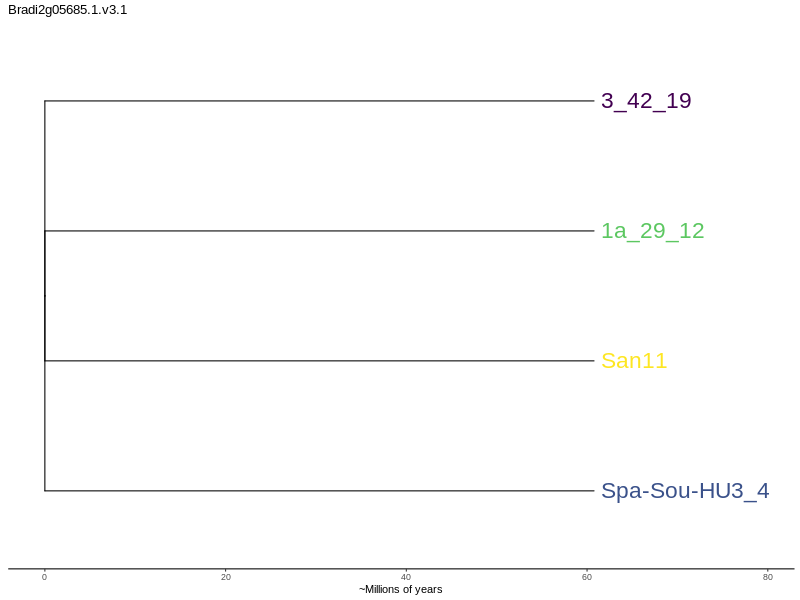 Bradi2g05685.1.v3.1
3_42_19
1a_29_12
San11
Spa-Sou-HU3_4
0 20 40 60 80
~Millions of years